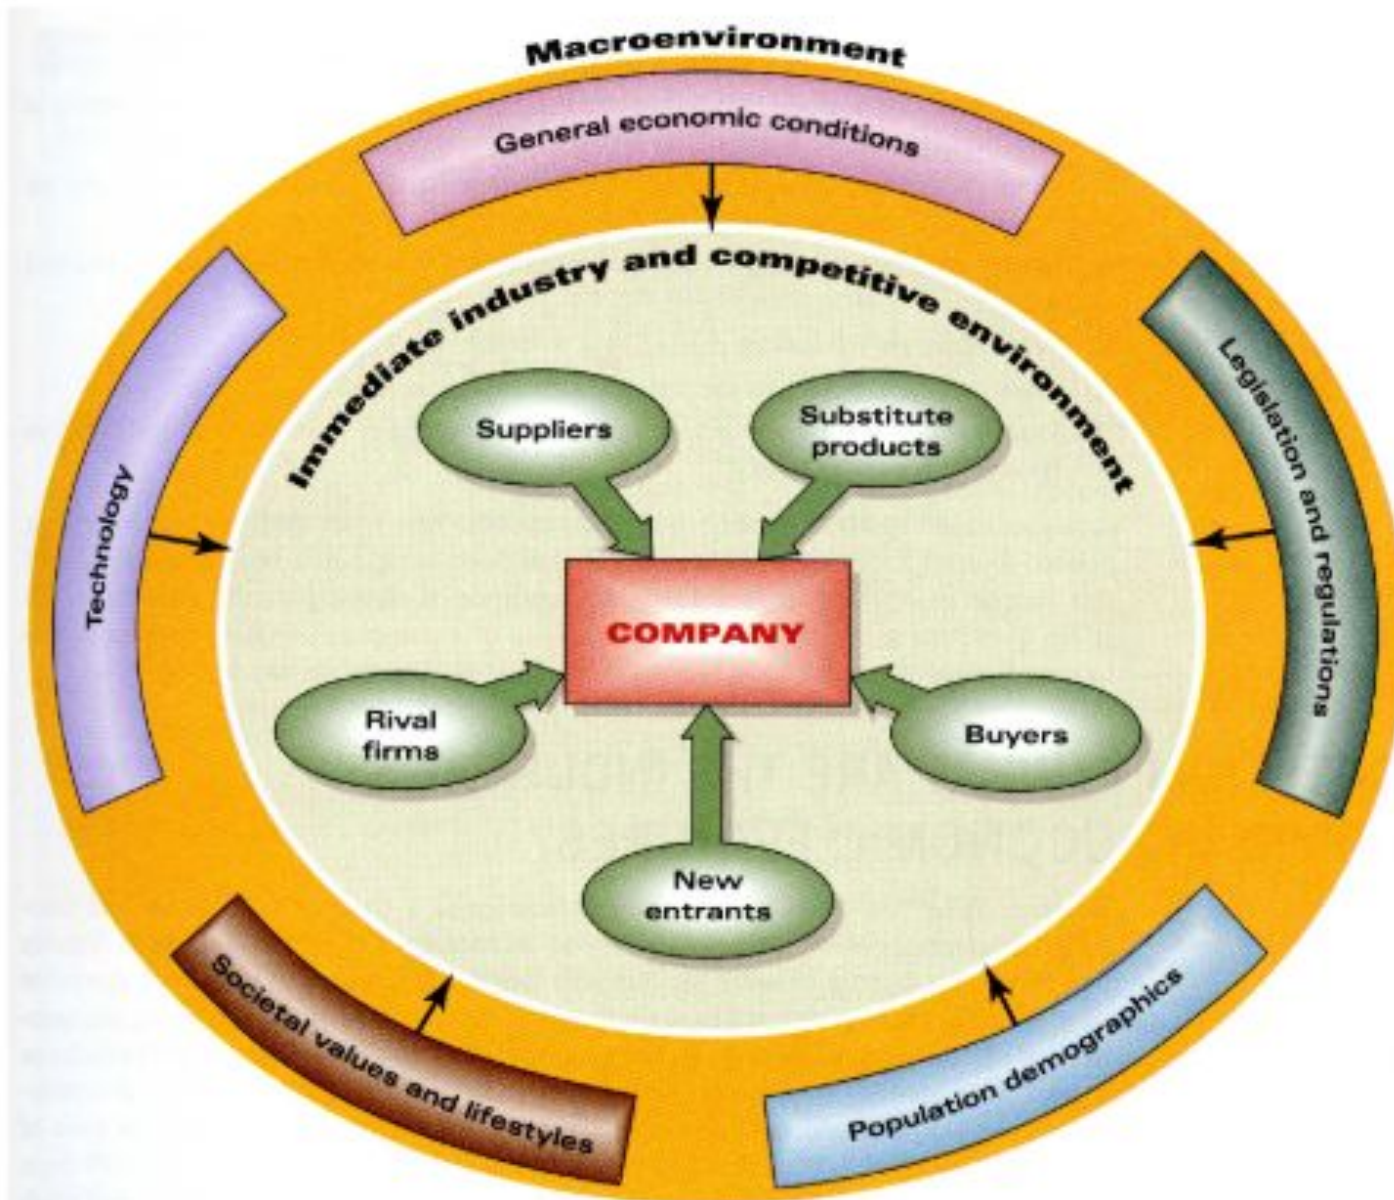 Macroenvironment
General economic conditions
Immediate industry and competitive environment
Suppliers
Substitute
products
Legislation and regulations
Technology
COMPANY
Rival
firms
Buyers
New
entrants
Societal values and lifestyles
Population demographics